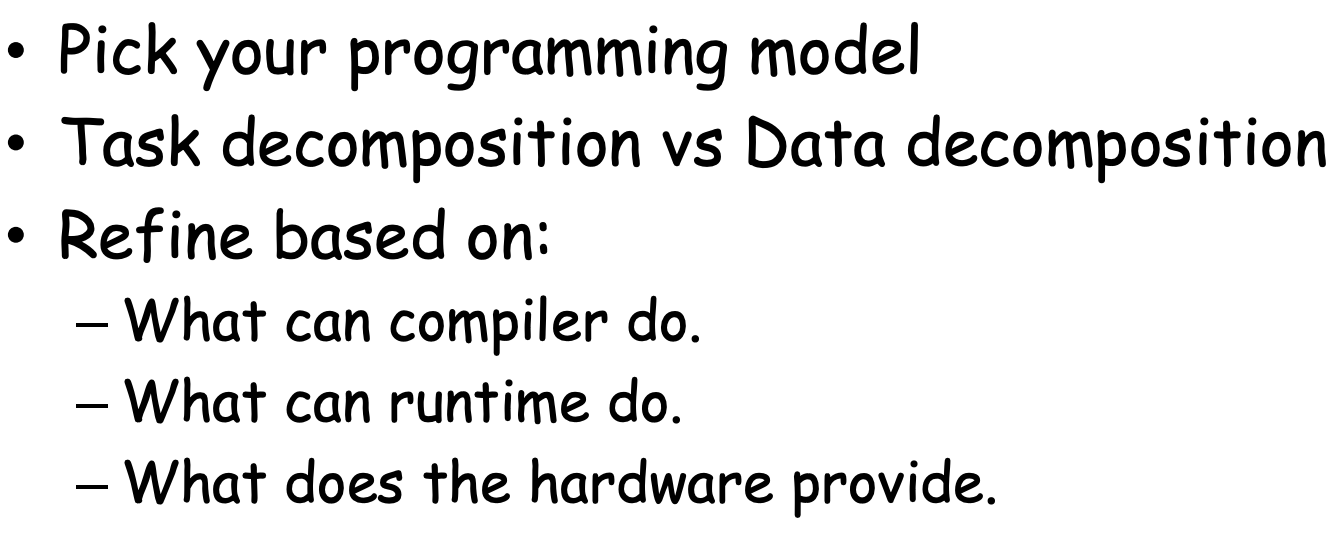 • Pick your programming model
• Task decomposition vs Data decomposition
• Refine based on:
– What can compiler do.
– What can runtime do.
– What does the hardware provide.